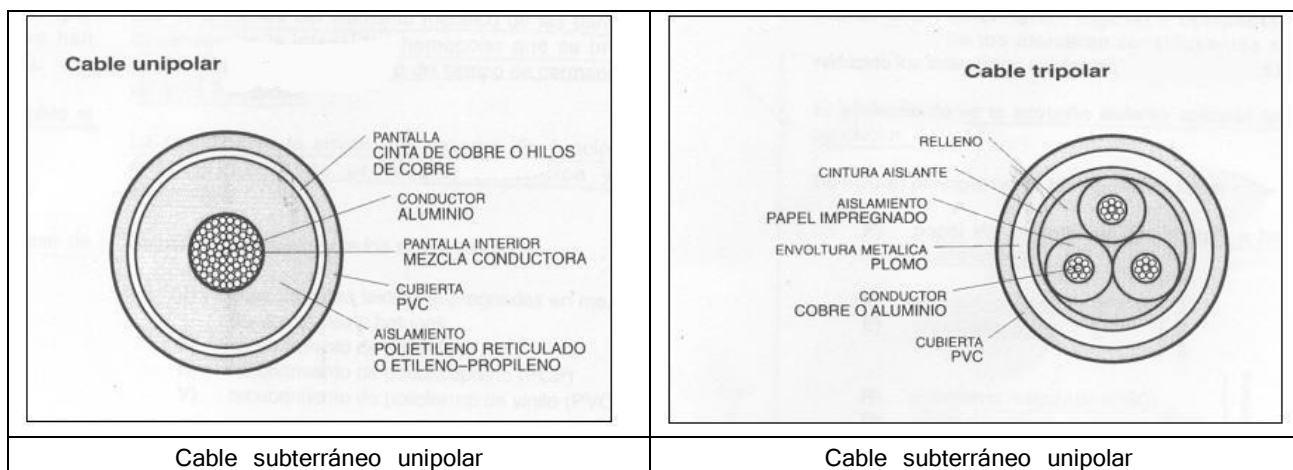 Cable unipolar
PANTALLA
CINTA DE COBRE O HILOS
DE COBRE
CONDUCTOR
ALUMINIO
PANTALLA INTERIOR
MEZCLA CONDUCTORA
CUBIERTA
PVC
AISLAMIENTO
POLIETILENO RETICULADO
O ETILENO-PROPILENO
Cable tripolar
RELLENO
CINTURA AISLANTE
AISLAMIENTO
PAPEL IMPREGNADO
ENVOLTURA METALICA
PLOMO
CONDUCTOR
COBRE O ALUMINIO
CUBIERTA
PVC
Cable subterráneo unipolar
Cable subterráneo unipolar